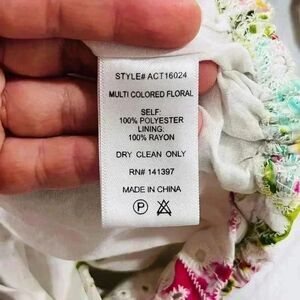 STYLE# ACT16024
MULTI COLORED FLORAL
SELF:
100% POLYESTER
LINING:
100% RAYON
DRY CLEAN ONLY
RN# 141397
MADE IN CHINA
P